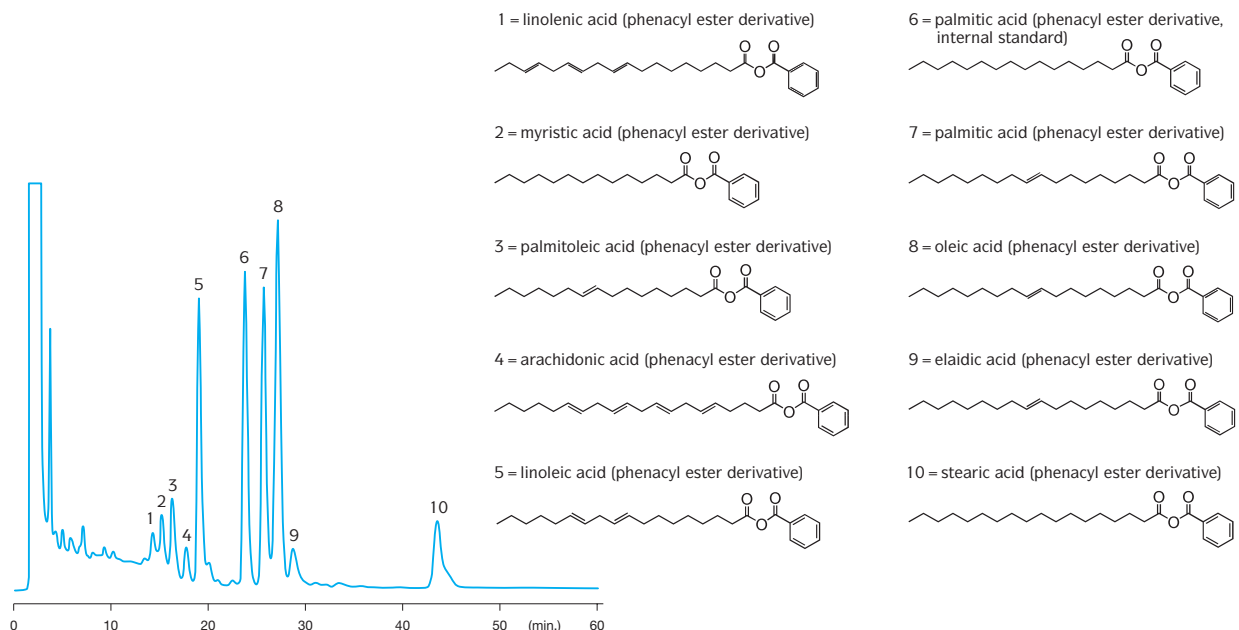 1 = linolenic acid (phenacyl ester derivative)
O O
O
2 = myristic acid (phenacyl ester derivative)
O O
O
3 = palmitoleic acid (phenacyl ester derivative)
O O
O
4 = arachidonic acid (phenacyl ester derivative)
O O
O
5 = linoleic acid (phenacyl ester derivative)
O O
O
6 = palmitic acid (phenacyl ester derivative,
internal standard)
O O
O
7 = palmitic acid (phenacyl ester derivative)
O O
O
8 = oleic acid (phenacyl ester derivative)
O O
O
9 = elaidic acid (phenacyl ester derivative)
O O
O
10 = stearic acid (phenacyl ester derivative)
O O
O
1
2
3
4
5
6
7
8
9
10
0 10 20 30 40 50 (min.) 60